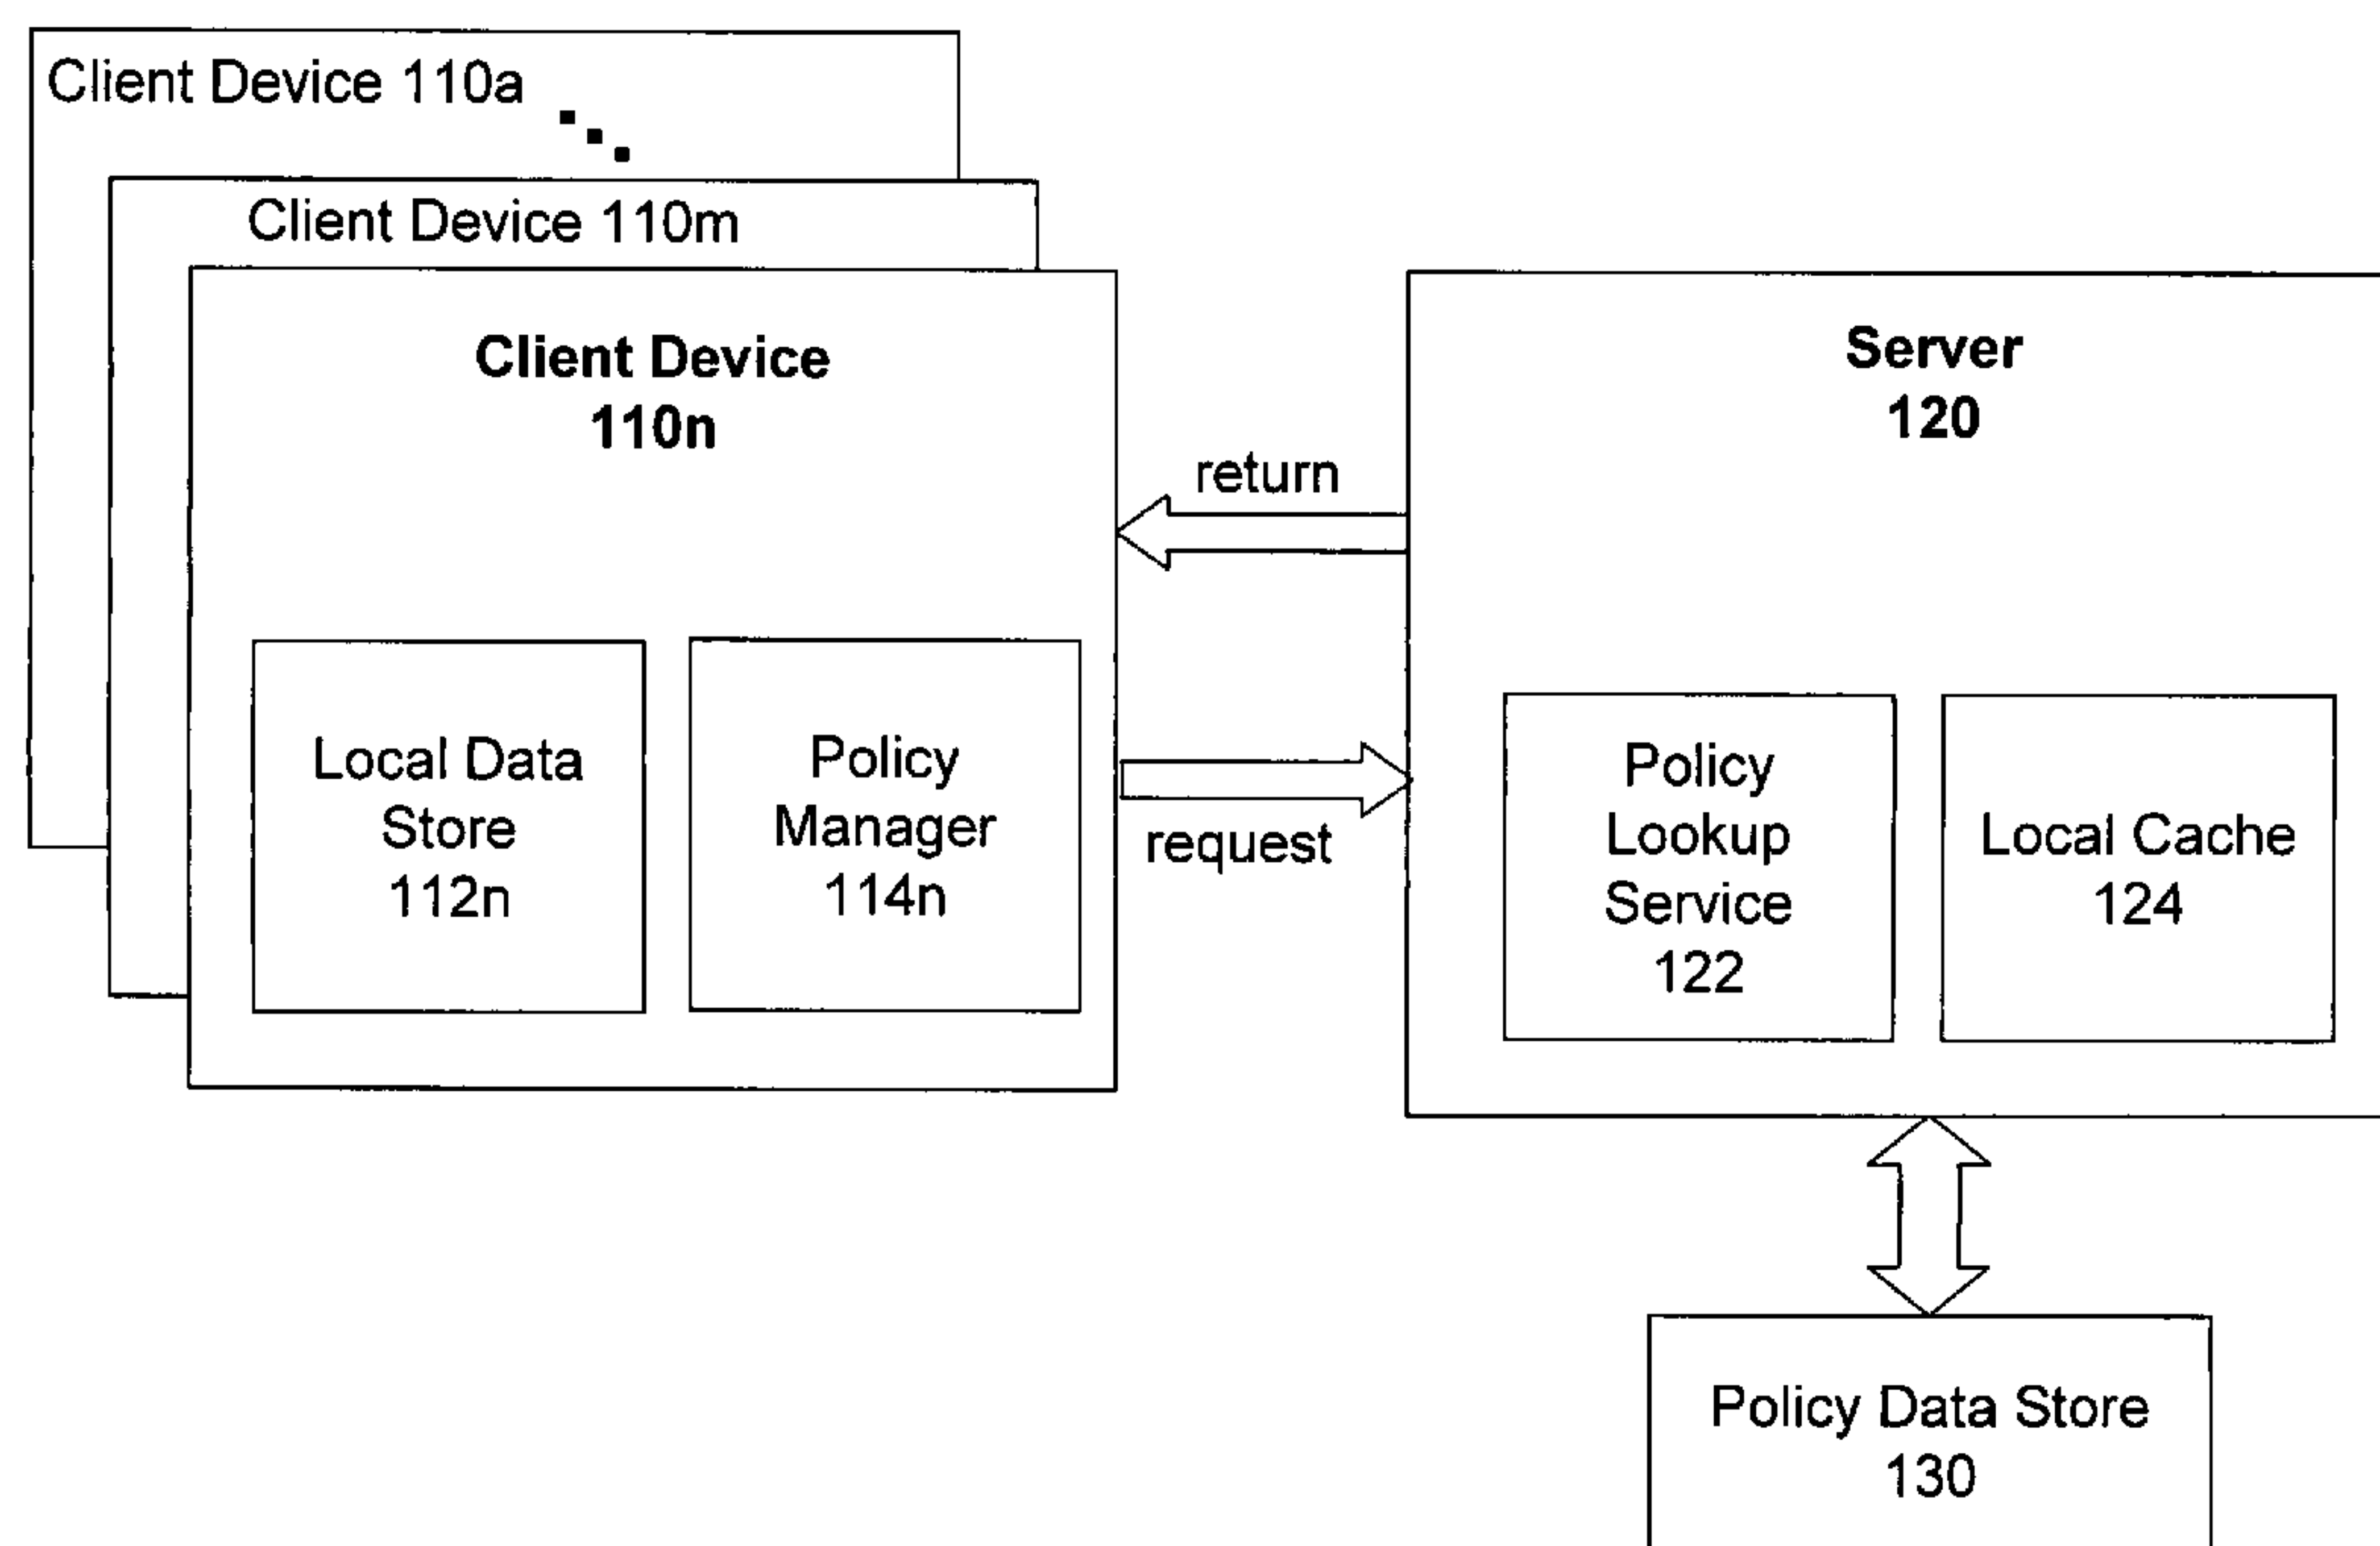 Client Device 110a
Client Device 110m
Client Device
110n
Local Data
Store
112n
Policy
Manager
114n
return
request
Server
120
Policy
Lookup
Service
122
Local Cache
124
Policy Data Store
130